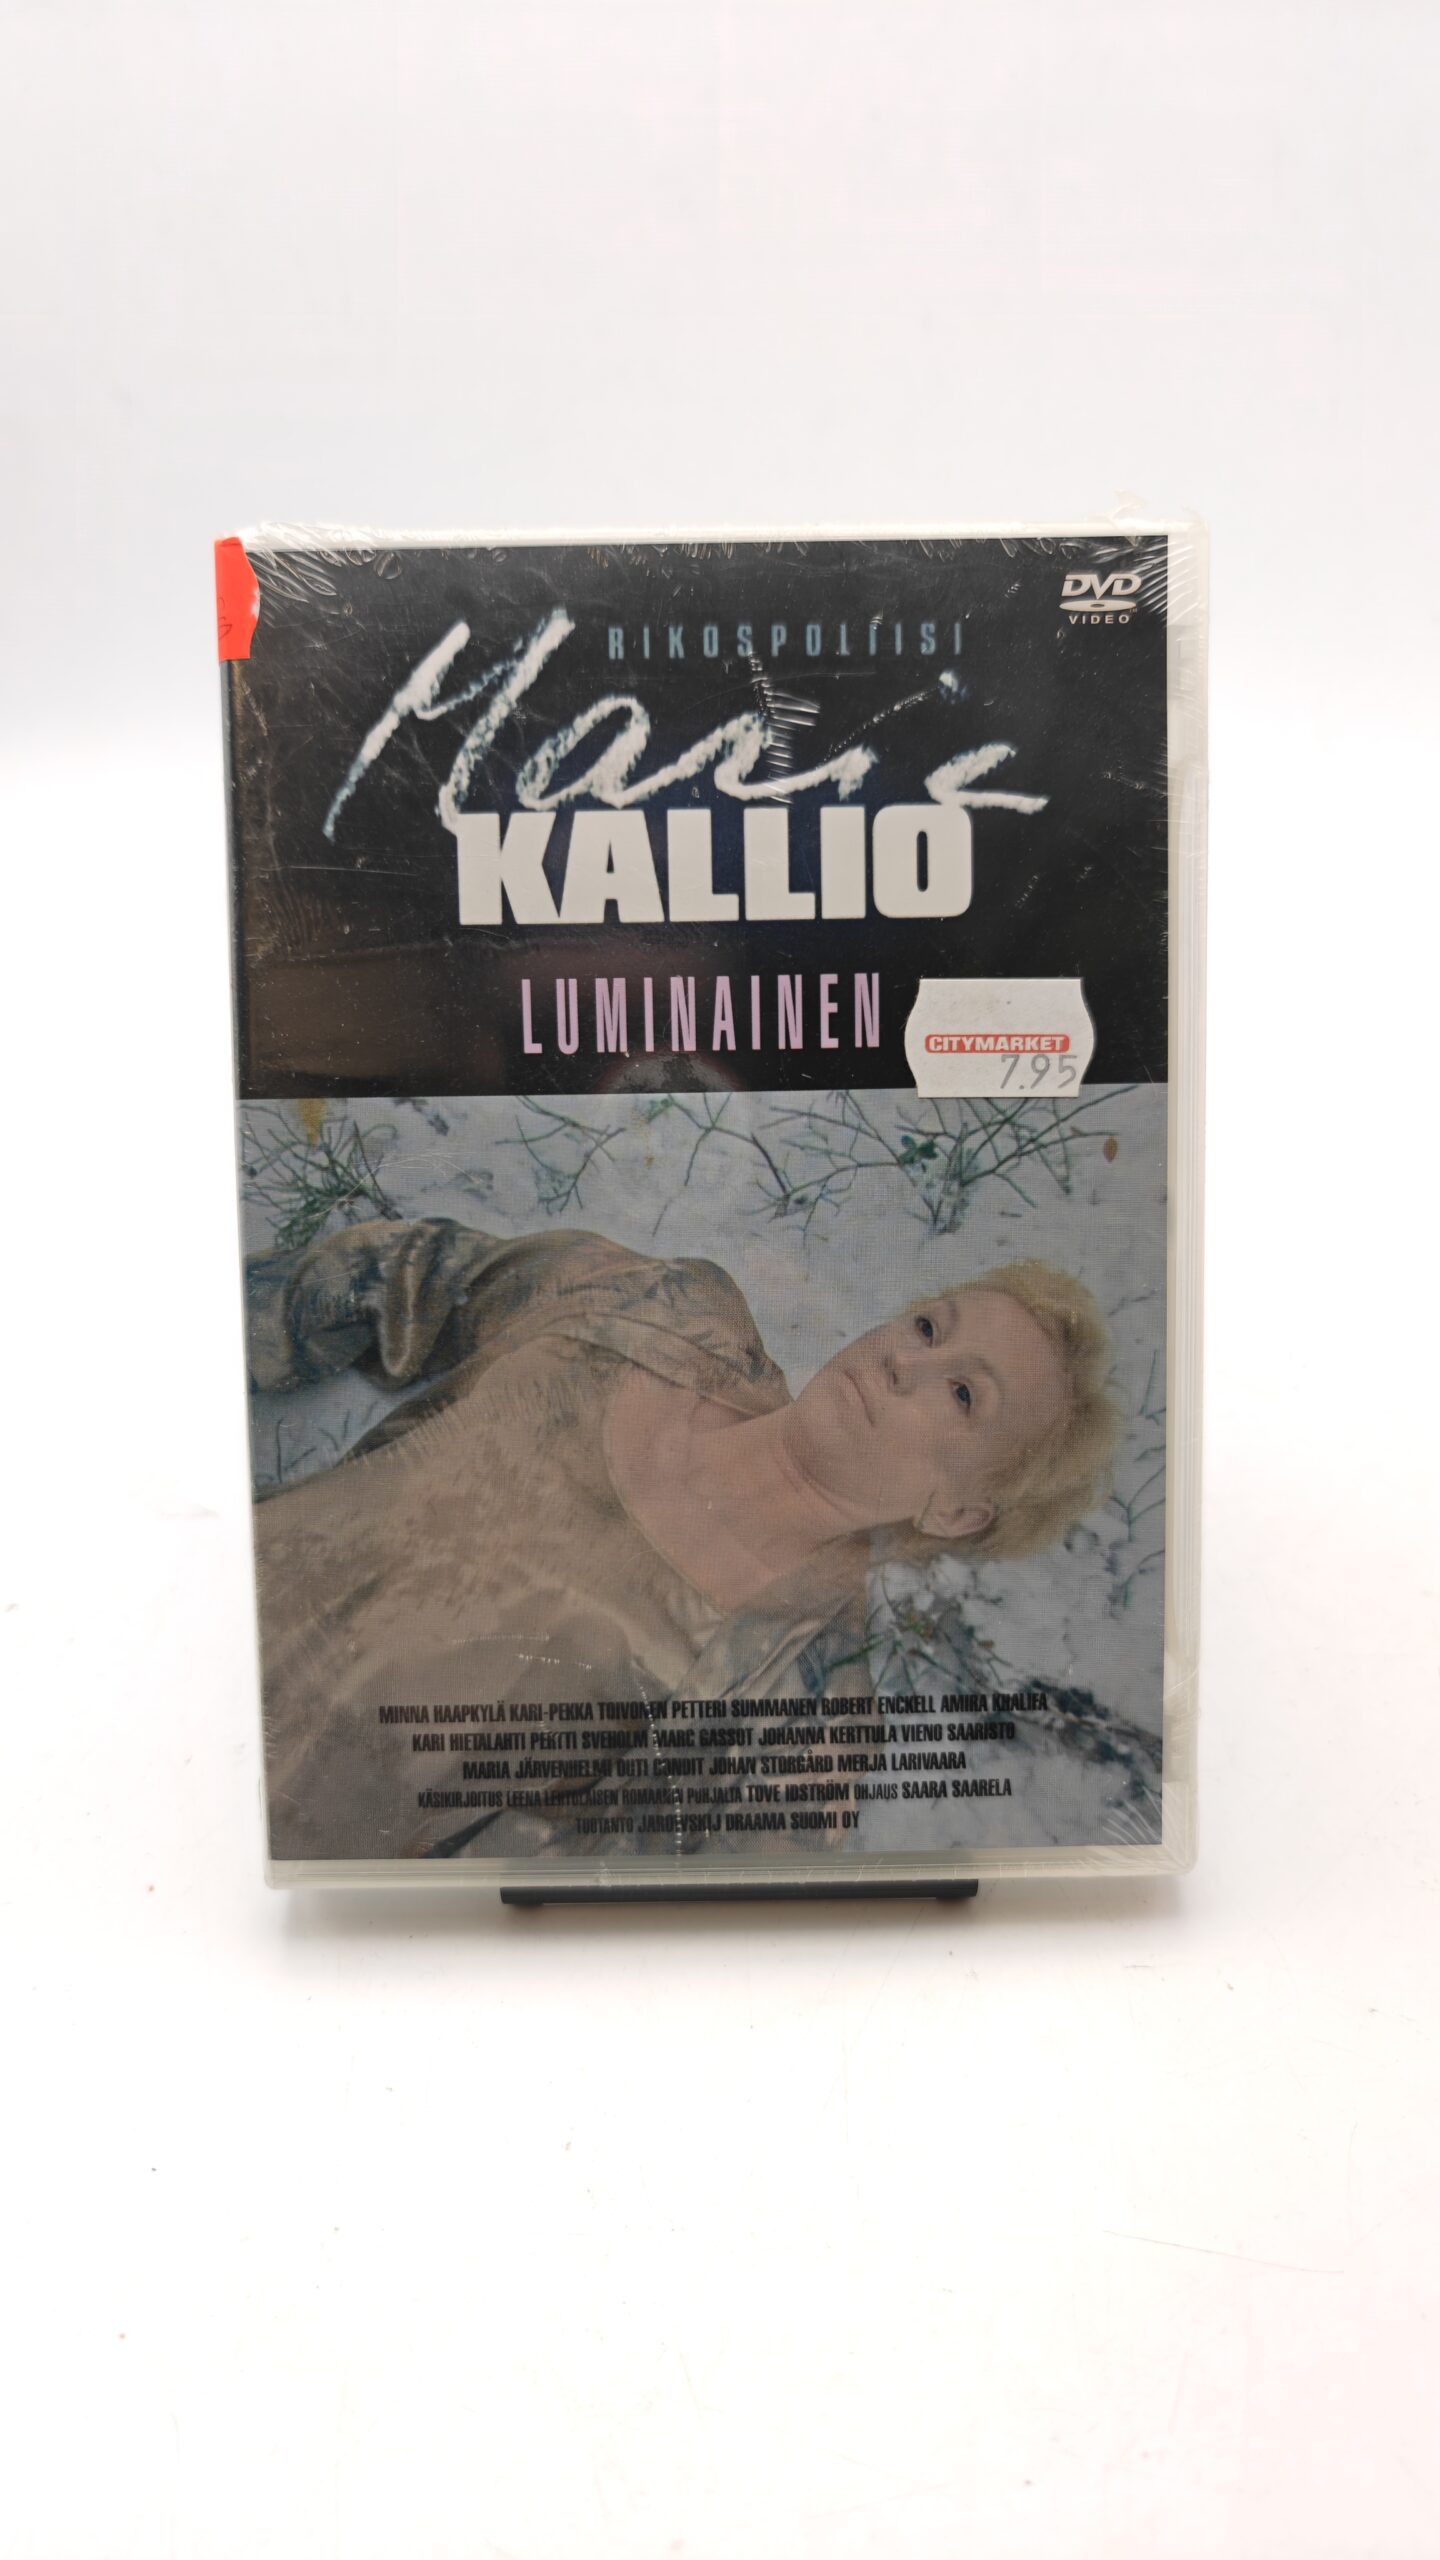 DVD
VIDEO
RIKOSPOLIISI
Maria
KALLIO
LUMINAINEN
CITYMARKET
7.95
MINNA HAAPKYLÄ KARI-PEKKA TOIVONEN PETTERI SUMMANEN ROBERT ENCKELL AMIRA KHALIFA
KARI HIETALAHTI PERTTI SVEHOLM MARC GASSOT JOHANNA KERTTULA VIENO SAARISTO
MARIA JÄRVENHELMI OUTI CONDIT JOHAN STORGÅRD MERJA LARIVAARA
KÄSIKIRJOITUS LEENA LEHTOLAISEN ROMAANIN POHJALTA TOVE IDSTRÖM OHJAUS SAARA SAARELA
TUOTANTO JAROWSKIJ DRAAMA SUOMI OY